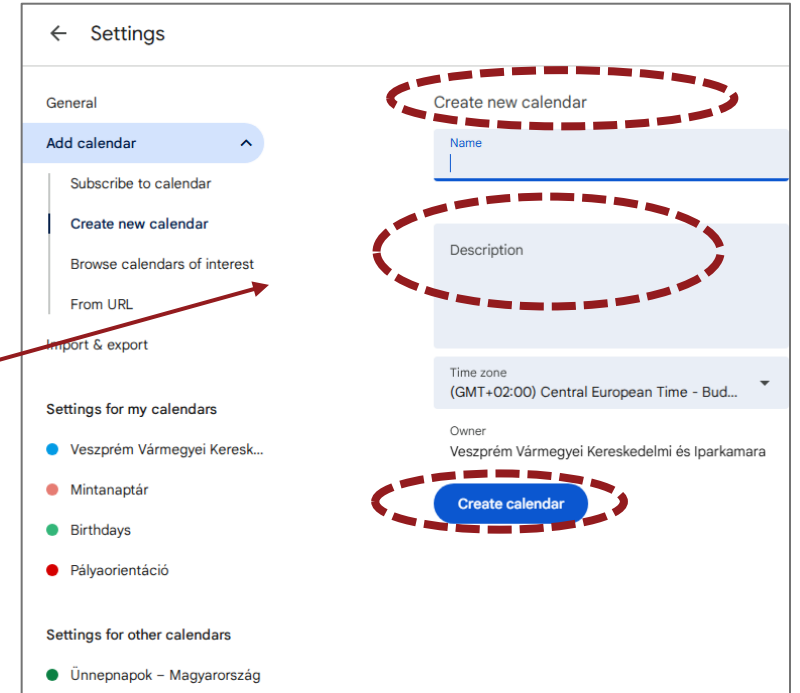 Settings
General
Add calendar
Subscribe to calendar
Create new calendar
Browse calendars of interest
From URL
Import & export
Settings for my calendars
Veszprém Vármegyei Keresk...
Mintanaptár
Birthdays
Pályaorientáció
Settings for other calendars
Ünnepnapok – Magyarország
Create new calendar
Name
Description
Time zone
(GMT+02:00) Central European Time - Bud...
Owner
Veszprém Vármegyei Kereskedelmi és Iparkamara
Create calendar